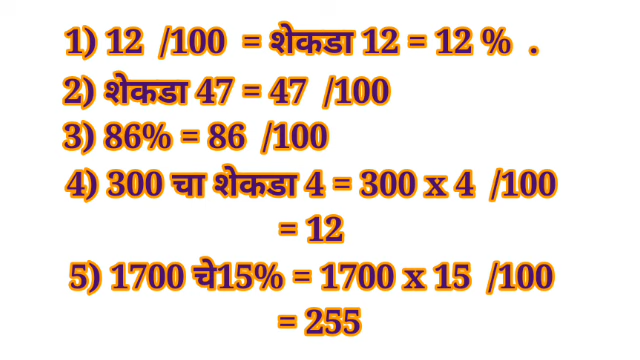 1) 12 /100 = शेकडा 12 = 12 % .
2) शेकडा 47 = 47 /100
3) 86% = 86 /100
4) 300 चा शेकडा 4 = 300 x 4 /100
= 12
5) 1700 चे15% = 1700 x 15 /100
= 255